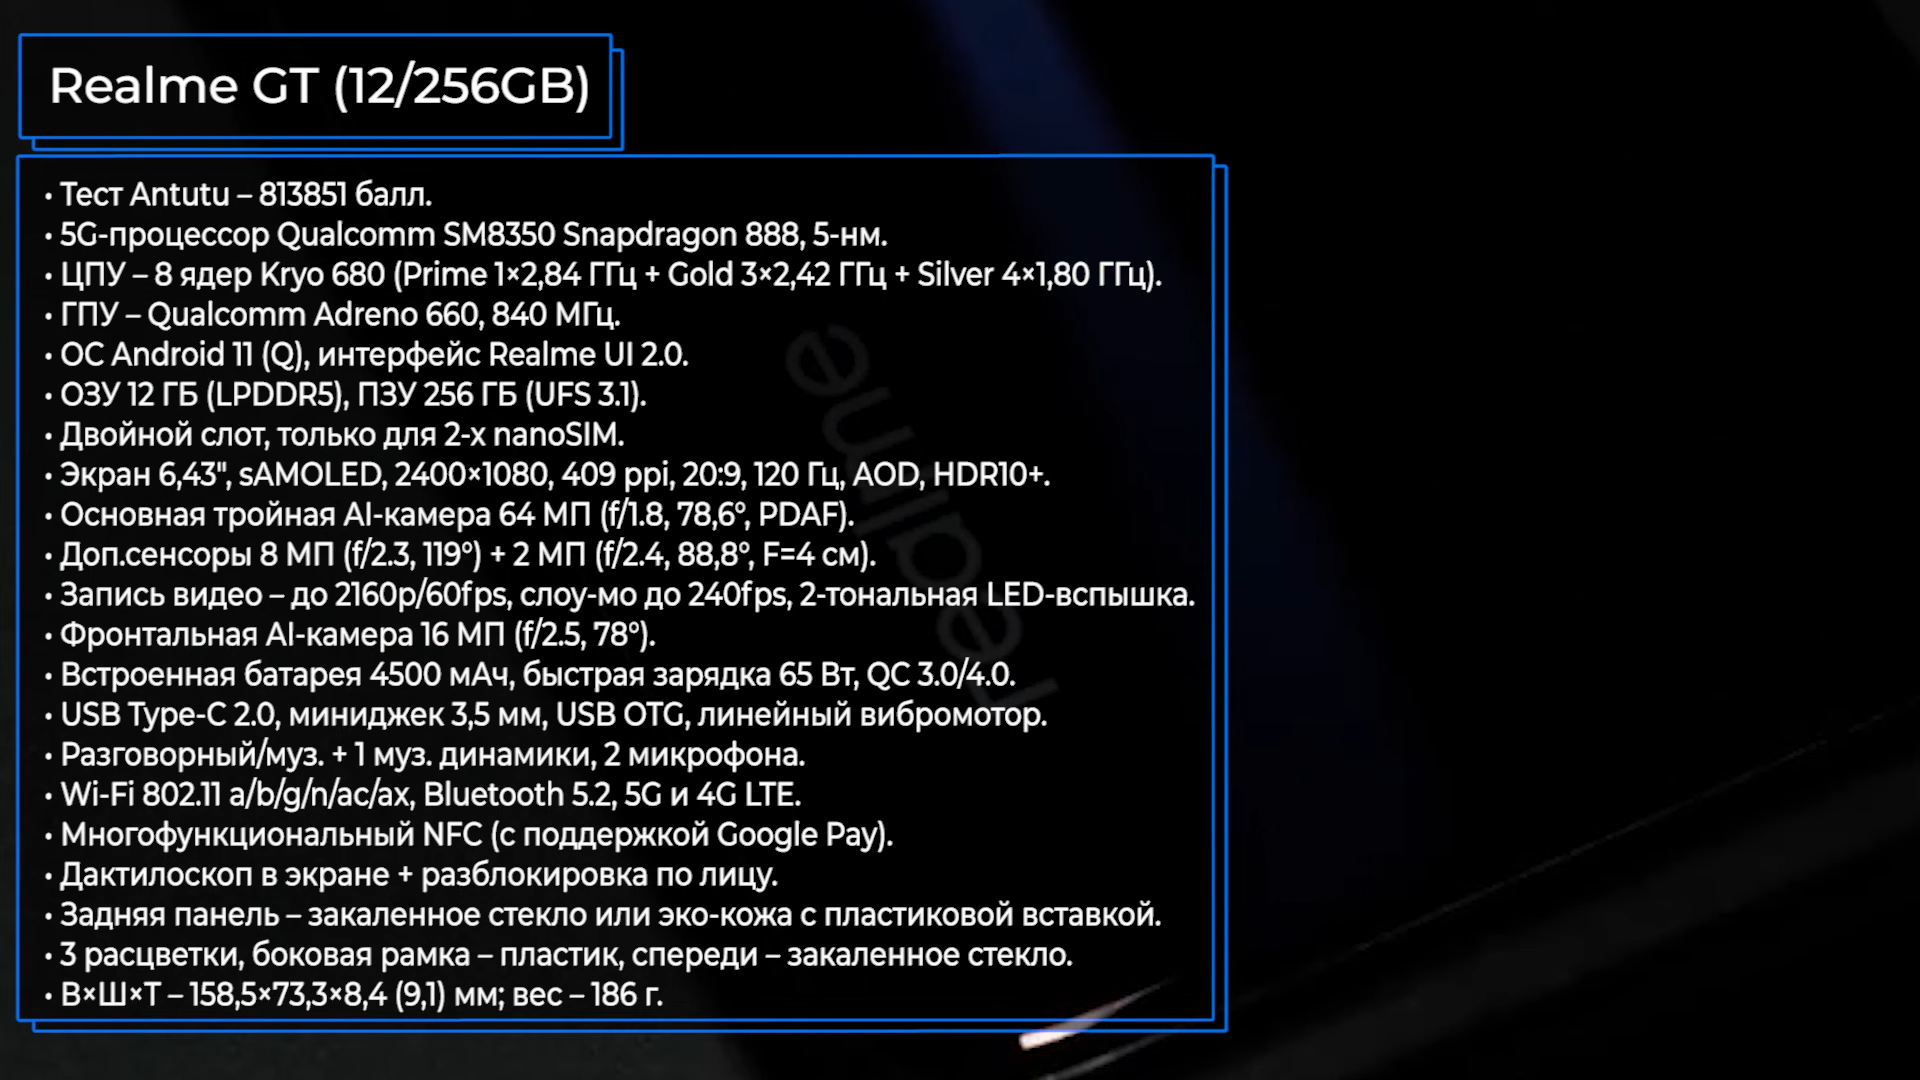 Realme GT (12/256GB)
• Тест Antutu – 813851 балл.
• 5G-процессор Qualcomm SM8350 Snapdragon 888, 5-нм.
• ЦПУ – 8 ядер Kryo 680 (Prime 1×2,84 ГГц + Gold 3×2,42 ГГц + Silver 4×1,80 ГГц).
• ГПУ – Qualcomm Adreno 660, 840 МГц.
• ОС Android 11 (Q), интерфейс Realme UI 2.0.
• ОЗУ 12 ГБ (LPDDR5), ПЗУ 256 ГБ (UFS 3.1).
• Двойной слот, только для 2-х nanoSIM.
• Экран 6,43", sAMOLED, 2400×1080, 409 ppi, 20:9, 120 Гц, AOD, HDR10+.
• Основная тройная AI-камера 64 МП (f/1.8, 78,6°, PDAF).
• Доп.сенсоры 8 МП (f/2.3, 119°) + 2 МП (f/2.4, 88,8°, F=4 см).
• Запись видео – до 2160p/60fps, слоу-мо до 240fps, 2-тональная LED-вспышка.
• Фронтальная AI-камера 16 МП (f/2.5, 78°).
• Встроенная батарея 4500 мАч, быстрая зарядка 65 Вт, QC 3.0/4.0.
• USB Type-C 2.0, миниджек 3,5 мм, USB OTG, линейный вибромотор.
• Разговорный/муз. + 1 муз. динамики, 2 микрофона.
• Wi-Fi 802.11 a/b/g/n/ac/ax, Bluetooth 5.2, 5G и 4G LTE.
• Многофункциональный NFC (с поддержкой Google Pay).
• Дактилоскоп в экране + разблокировка по лицу.
• Задняя панель – закаленное стекло или эко-кожа с пластиковой вставкой.
• 3 расцветки, боковая рамка – пластик, спереди – закаленное стекло.
• В×Ш×Т – 158,5×73,3×8,4 (9,1) мм; вес – 186 г.
realme